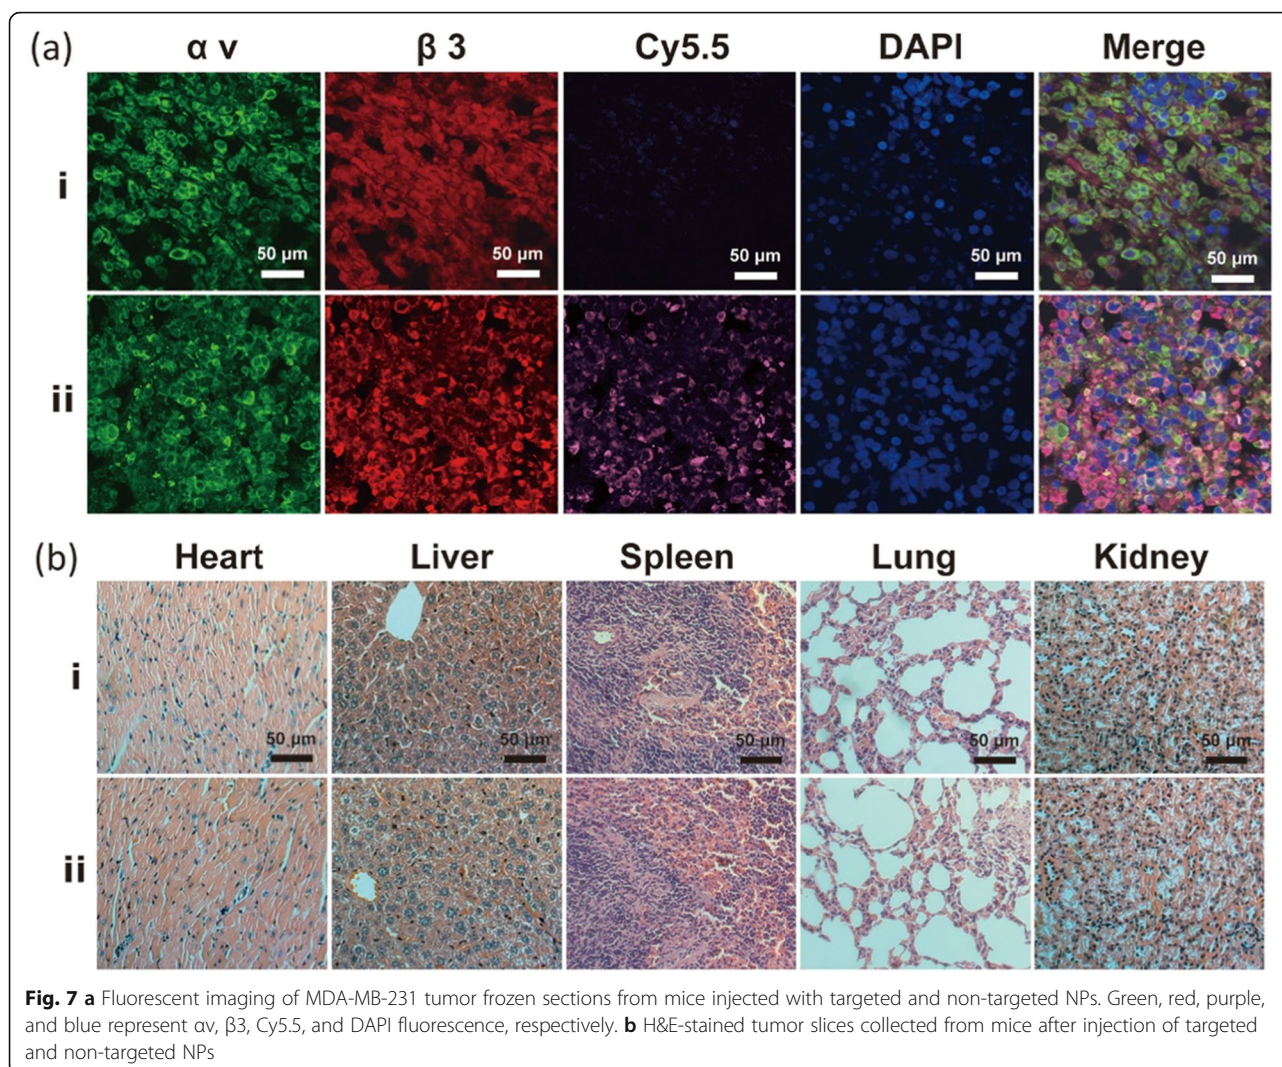 (a) α v β 3 Cy5.5 DAPI Merge
i
50 µm 50 µm 50 µm 50 µm 50 µm
ii
(b) Heart Liver Spleen Lung Kidney
i
50 µm 50 µm 50 µm 50 µm 50 µm
ii
Fig. 7 a Fluorescent imaging of MDA-MB-231 tumor frozen sections from mice injected with targeted and non-targeted NPs. Green, red, purple,
and blue represent αv, β3, Cy5.5, and DAPI fluorescence, respectively. b H&E-stained tumor slices collected from mice after injection of targeted
and non-targeted NPs